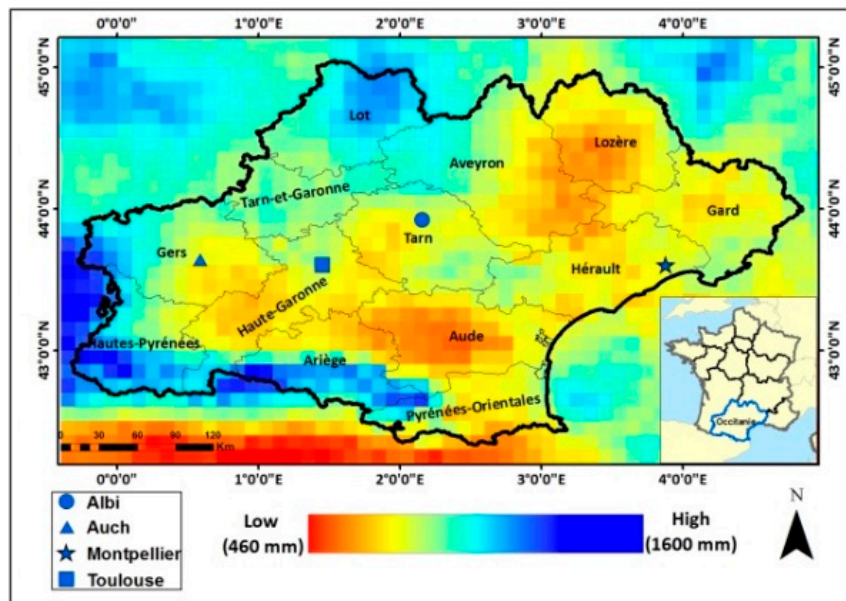 0°0'0"E 1°0'0"E 2°0'0"E 3°0'0"E 4°0'0"E
45°0'0"N
45°0'0"N
Lot
Lozère
Aveyron
Tarn-et-Garonne
Gard
44°0'0"N
44°0'0"N
Tarn
Gers
Hérault
Haute-Garonne
Aude
Hautes-Pyrénées
43°0'0"N
43°0'0"N
Ariège
Pyrénées-Orientales
Occitanie
0 30 60 90 120
Km
0°0'0"E 1°0'0"E 2°0'0"E 3°0'0"E 4°0'0"E
Albi
Auch
Montpellier
Toulouse
Low
(460 mm)
High
(1600 mm)
N